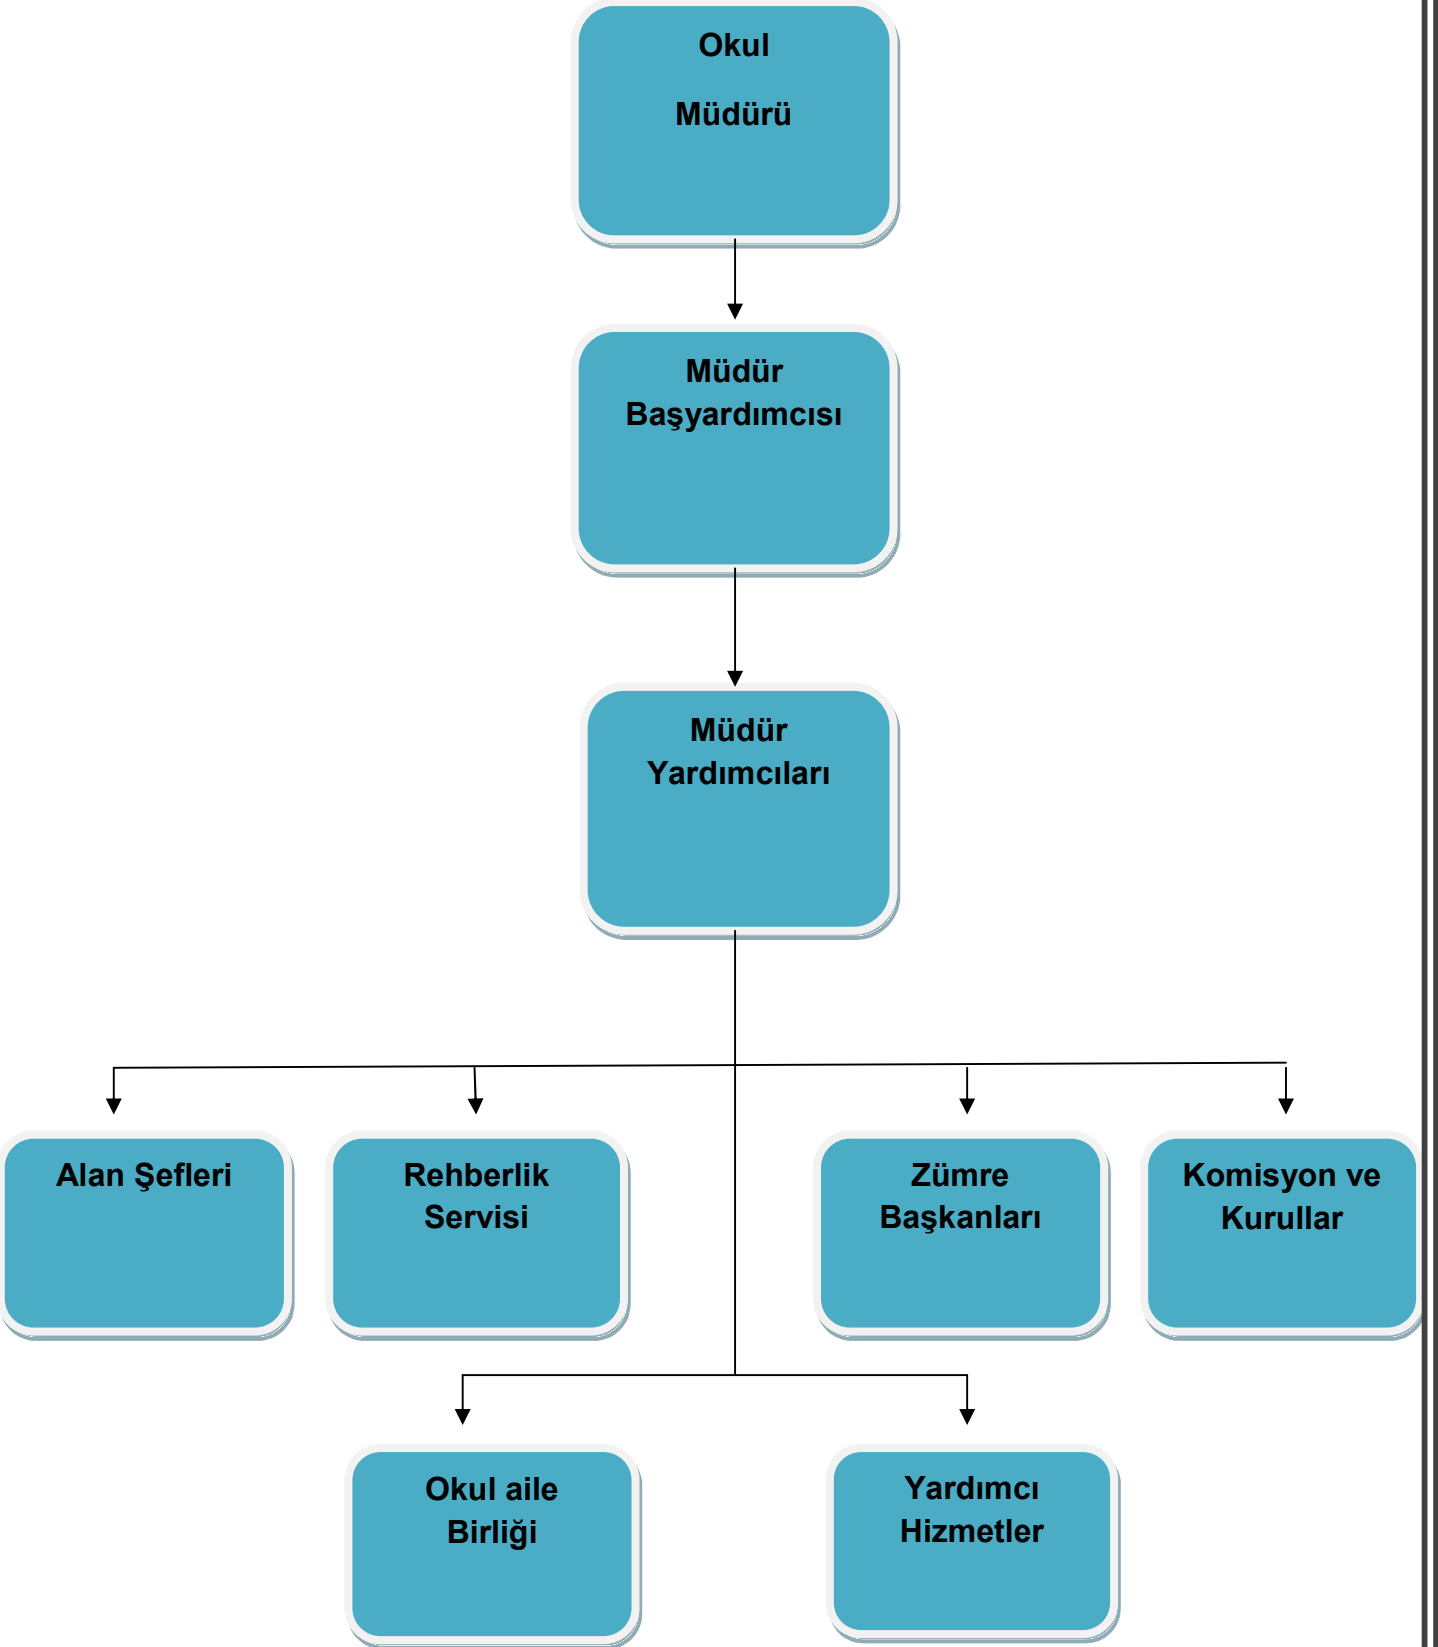 Okul
Müdürü
Müdür
Başyardımcısı
Müdür
Yardımcıları
Alan Şefleri
Rehberlik
Servisi
Zümre
Başkanları
Komisyon ve
Kurullar
Okul aile
Birliği
Yardımcı
Hizmetler